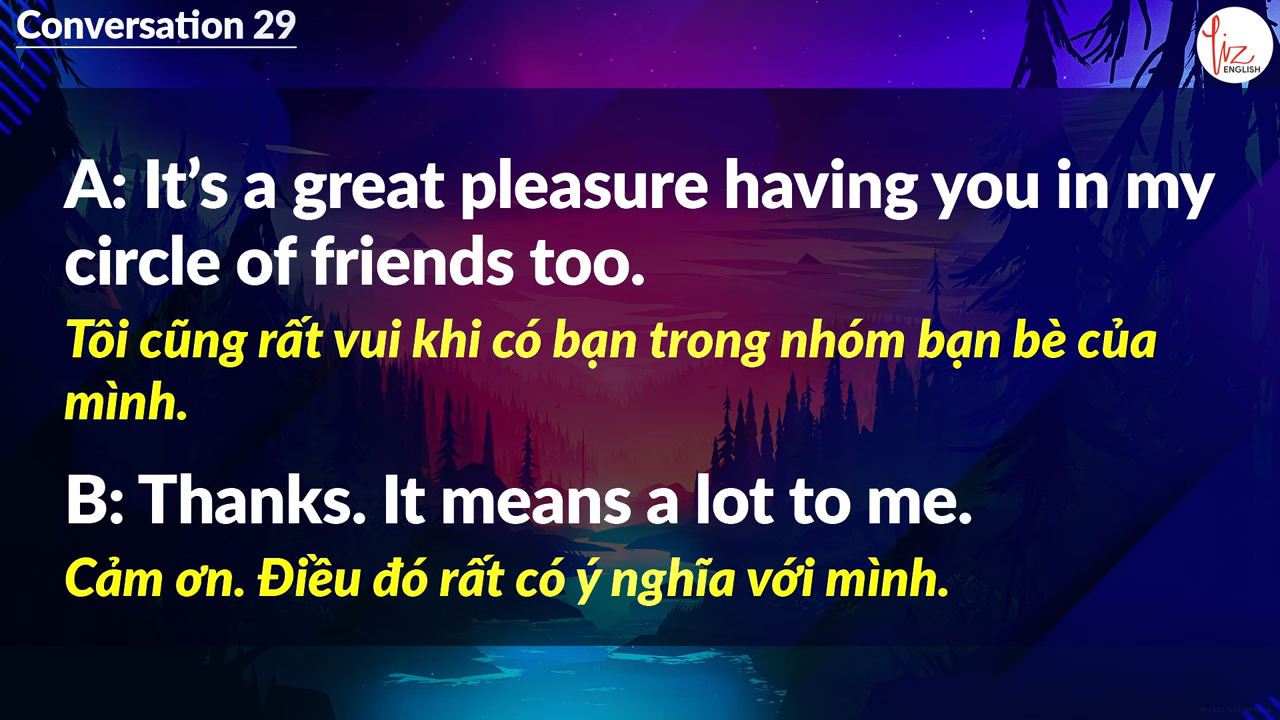 Conversation 29
Liz
ENGLISH
A: It’s a great pleasure having you in my
circle of friends too.
Tôi cũng rất vui khi có bạn trong nhóm bạn bè của
mình.
B: Thanks. It means a lot to me.
Cảm ơn. Điều đó rất có ý nghĩa với mình.